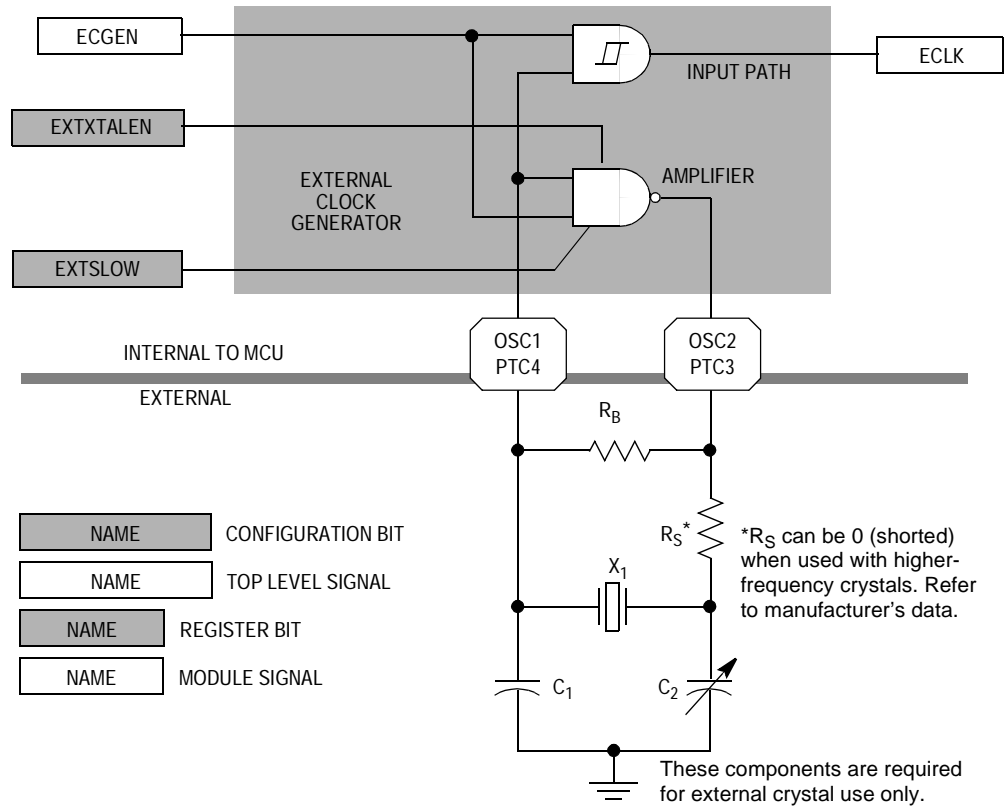 ECGEN
ECLK
INPUT PATH
EXTXTALEN
AMPLIFIER
EXTERNAL
CLOCK
GENERATOR
EXTSLOW
OSC1
PTC4
OSC2
PTC3
INTERNAL TO MCU
EXTERNAL
RB
NAME CONFIGURATION BIT
NAME TOP LEVEL SIGNAL
NAME REGISTER BIT
NAME MODULE SIGNAL
RS*
*RS can be 0 (shorted)
when used with higher-
frequency crystals. Refer
to manufacturer's data.
X1
C1
C2
These components are required
for external crystal use only.